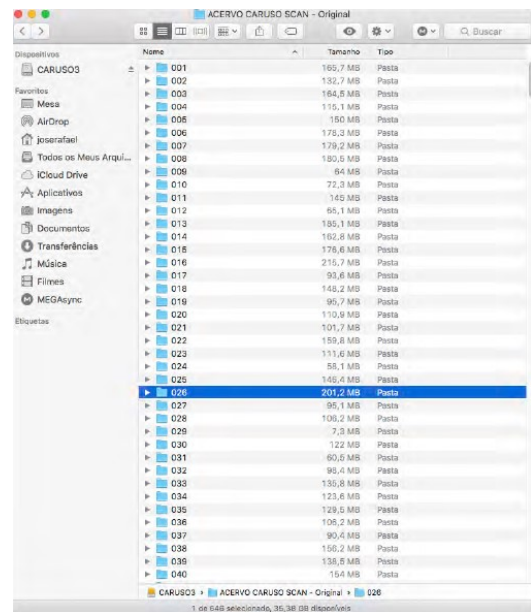 ACERVO CARUSO SCAN - Original
Buscar
Dispositivos
CARUSO3
Favoritos
Mesa
AirDrop
joserafael
Todos os Meus Arqui...
iCloud Drive
Aplicativos
Imagens
Documentos
Transferências
Música
Filmes
MEGAsync
Etiquetas
Nome Tamanho Tipo
001 165,7 MB Pasta
002 132,7 MB Pasta
003 164,5 MB Pasta
004 115,1 MB Pasta
005 150 MB Pasta
006 178,3 MB Pasta
007 179,2 MB Pasta
008 180,5 MB Pasta
009 64 MB Pasta
010 72,3 MB Pasta
011 145 MB Pasta
012 65,1 MB Pasta
013 185,1 MB Pasta
014 162,8 MB Pasta
015 176,6 MB Pasta
016 215,7 MB Pasta
017 93,6 MB Pasta
018 148,2 MB Pasta
019 95,7 MB Pasta
020 110,9 MB Pasta
021 101,7 MB Pasta
022 159,8 MB Pasta
023 111,6 MB Pasta
024 58,1 MB Pasta
025 146,4 MB Pasta
026 201,2 MB Pasta
027 95,1 MB Pasta
028 106,2 MB Pasta
029 7,3 MB Pasta
030 122 MB Pasta
031 60,5 MB Pasta
032 98,4 MB Pasta
033 135,8 MB Pasta
034 123,6 MB Pasta
035 129,5 MB Pasta
036 106,2 MB Pasta
037 90,4 MB Pasta
038 156,2 MB Pasta
039 138,5 MB Pasta
040 154 MB Pasta
CARUSO3 ACERVO CARUSO SCAN - Original 026
1 de 646 selecionado, 35,38 GB disponíveis